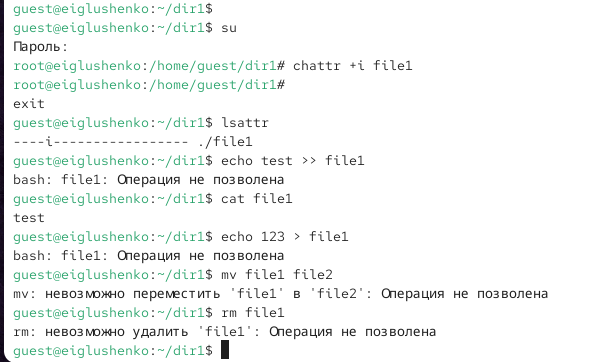 guest@eiglushenko:~/dir1$
guest@eiglushenko:~/dir1$ su
Пароль:
root@eiglushenko:/home/guest/dir1# chattr +i file1
root@eiglushenko:/home/guest/dir1#
exit
guest@eiglushenko:~/dir1$ lsattr
----i----------------- ./file1
guest@eiglushenko:~/dir1$ echo test >> file1
bash: file1: Операция не позволена
guest@eiglushenko:~/dir1$ cat file1
test
guest@eiglushenko:~/dir1$ echo 123 > file1
bash: file1: Операция не позволена
guest@eiglushenko:~/dir1$ mv file1 file2
mv: невозможно переместить 'file1' в 'file2': Операция не позволена
guest@eiglushenko:~/dir1$ rm file1
rm: невозможно удалить 'file1': Операция не позволена
guest@eiglushenko:~/dir1$